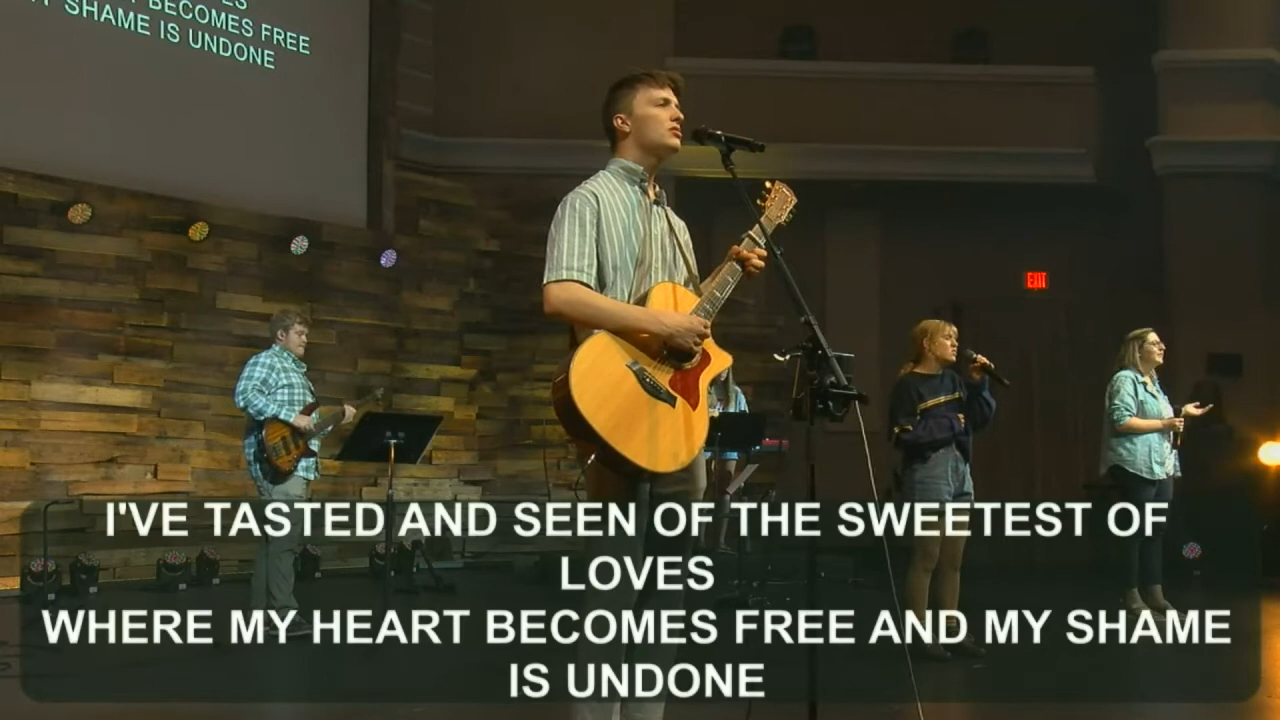 BECOMES FREE
SHAME IS UNDONE
EXIT
I'VE TASTED AND SEEN OF THE SWEETEST OF
LOVES
WHERE MY HEART BECOMES FREE AND MY SHAME
IS UNDONE